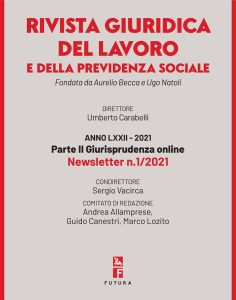 RIVISTA GIURIDICA
DEL LAVORO
E DELLA PREVIDENZA SOCIALE
Fondata da Aurelio Becca e Ugo Natoli
DIRETTORE
Umberto Carabelli
ANNO LXXII - 2021
Parte II Giurisprudenza online
Newsletter n.1/2021
CONDIRETTORE
Sergio Vacirca
COMITATO DI REDAZIONE
Andrea Allamprese,
Guido Canestri, Marco Lozito
FUTURA